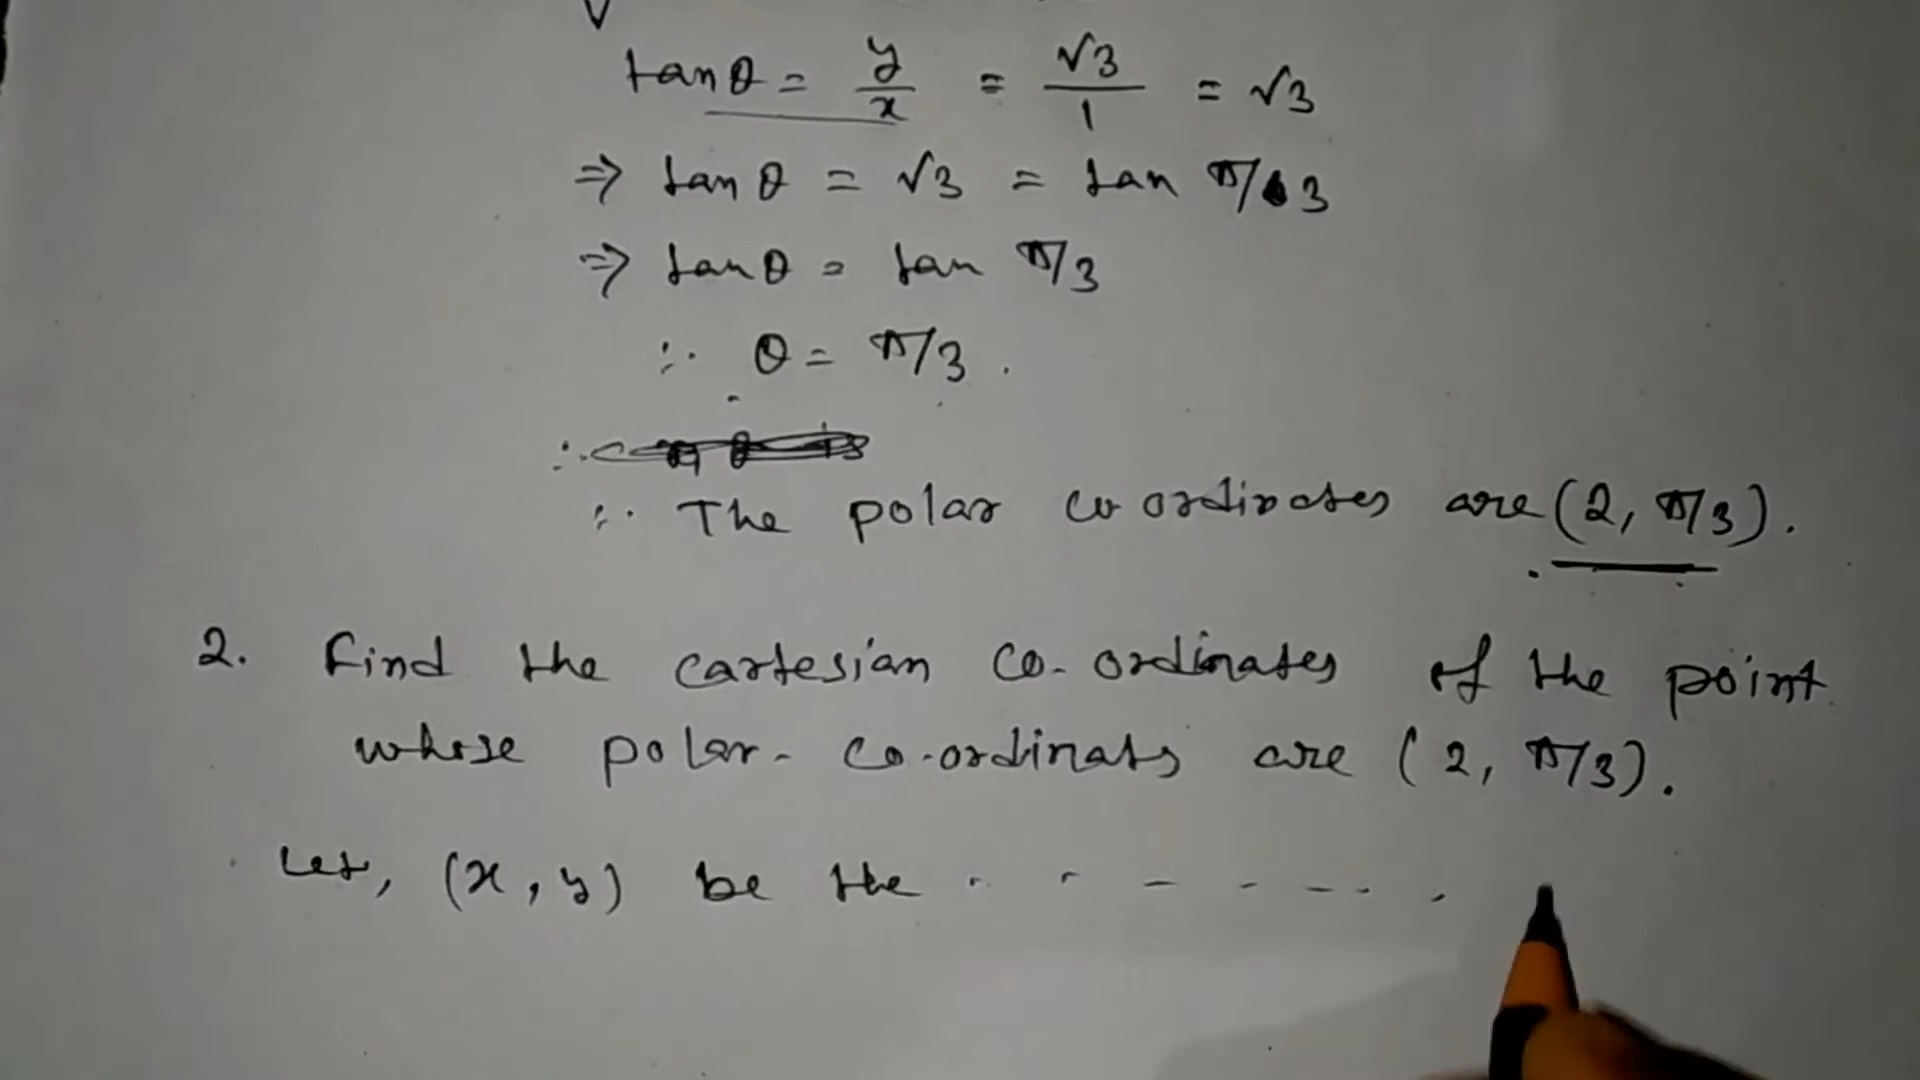 tanθ = y/x = √3/1 = √3
⇒ tanθ = √3 = tan π/3
⇒ tanθ = tan π/3
∴ θ = π/3.
∴ The polar co ordinates are (2, π/3).
2. Find the cartesian co-ordinates of the point
whose polar- co-ordinats are (2, π/3).
Let, (x, y) be the . . - - - - - .